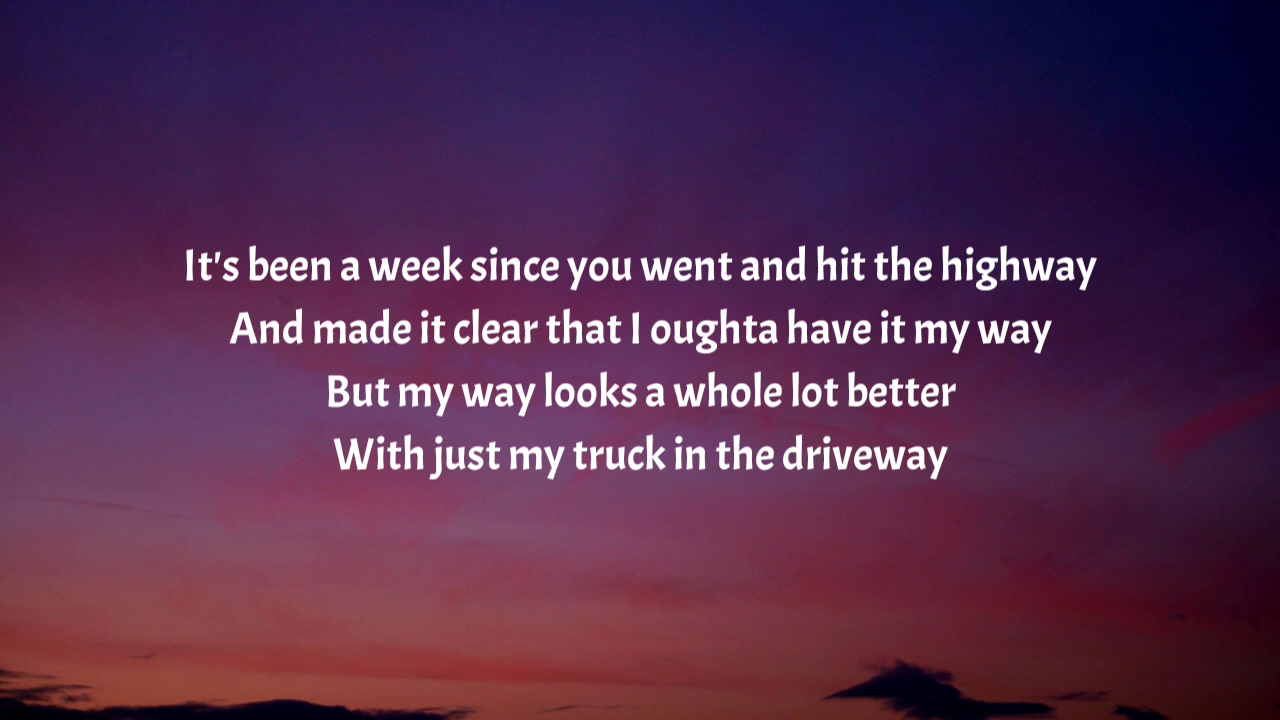 It's been a week since you went and hit the highway
And made it clear that I oughta have it my way
But my way looks a whole lot better
With just my truck in the driveway